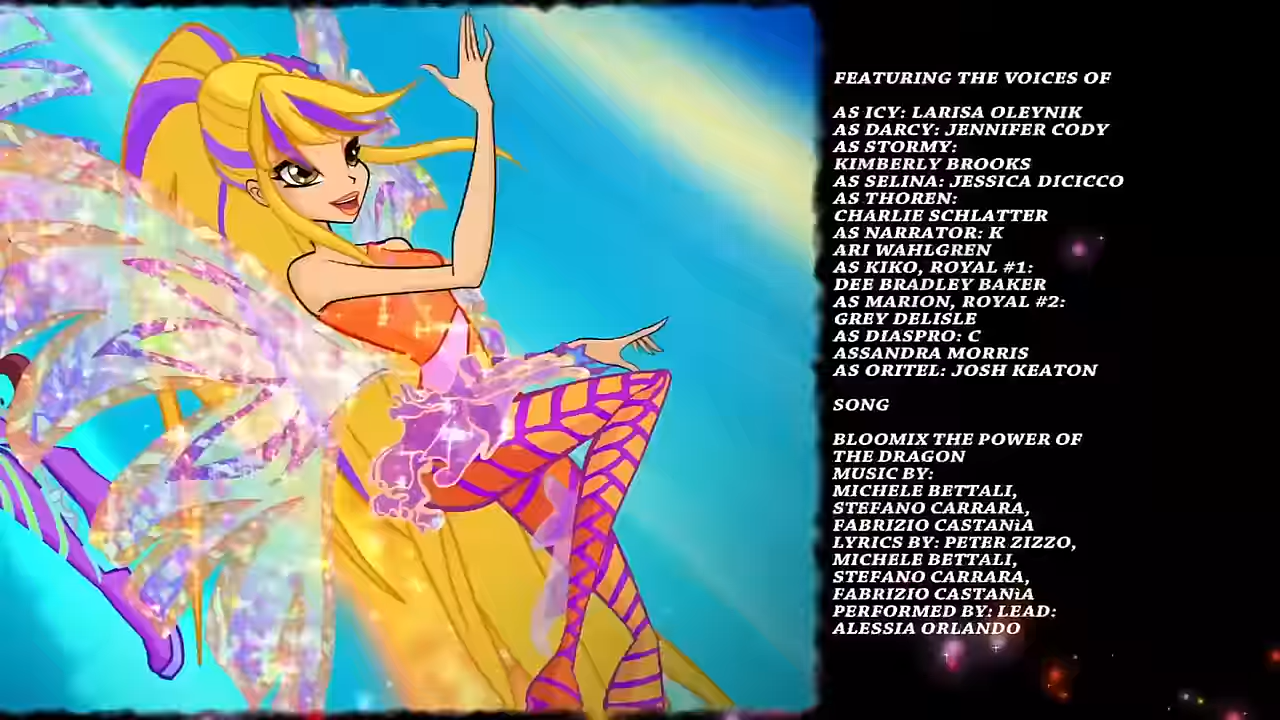 FEATURING THE VOICES OF
AS ICY: LARISA OLEYNIK
AS DARCY: JENNIFER CODY
AS STORMY:
KIMBERLY BROOKS
AS SELINA: JESSICA DICICCO
AS THOREN:
CHARLIE SCHLATTER
AS NARRATOR: K
ARI WAHLGREN
AS KIKO, ROYAL #1:
DEE BRADLEY BAKER
AS MARION, ROYAL #2:
GREY DELISLE
AS DIASPRO: C
ASSANDRA MORRIS
AS ORITEL: JOSH KEATON
SONG
BLOOMIX THE POWER OF
THE DRAGON
MUSIC BY:
MICHELE BETTALI,
STEFANO CARRARA,
FABRIZIO CASTANìA
LYRICS BY: PETER ZIZZO,
MICHELE BETTALI,
STEFANO CARRARA,
FABRIZIO CASTANìA
PERFORMED BY: LEAD:
ALESSIA ORLANDO